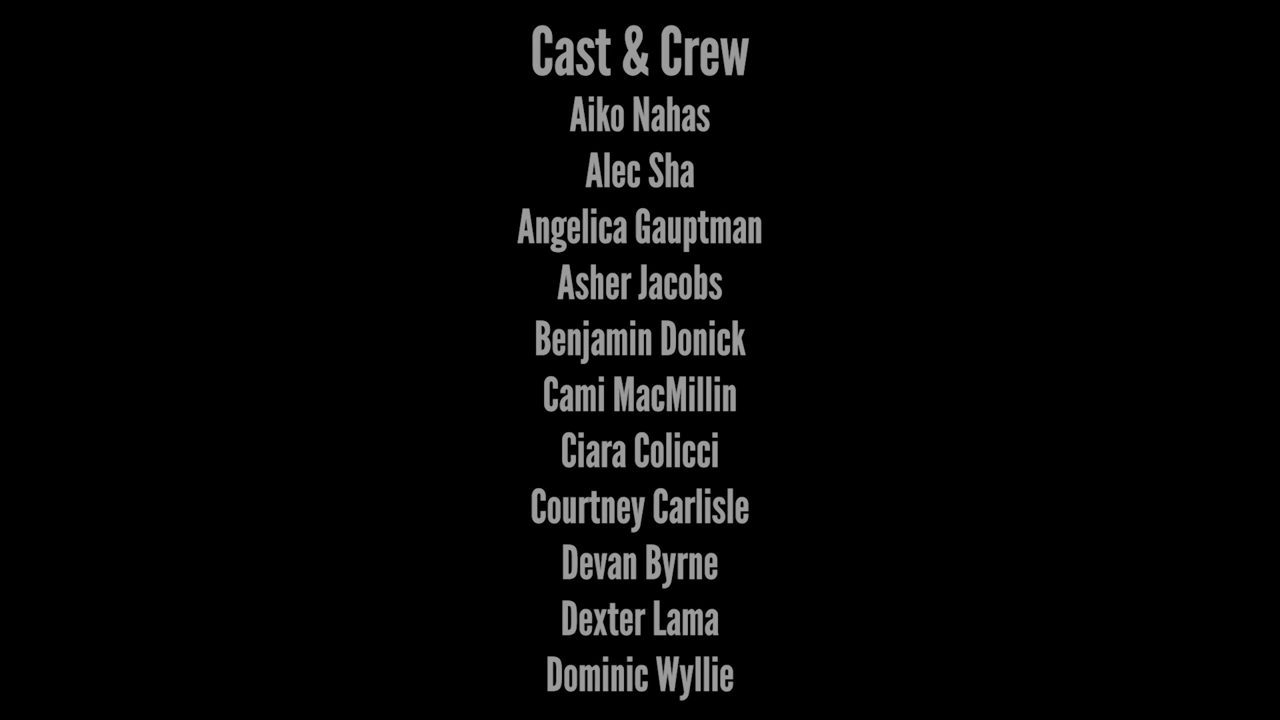 Cast & Crew
Aiko Nahas
Alec Sha
Angelica Gauptman
Asher Jacobs
Benjamin Donick
Cami MacMillin
Ciara Colicci
Courtney Carlisle
Devan Byrne
Dexter Lama
Dominic Wyllie